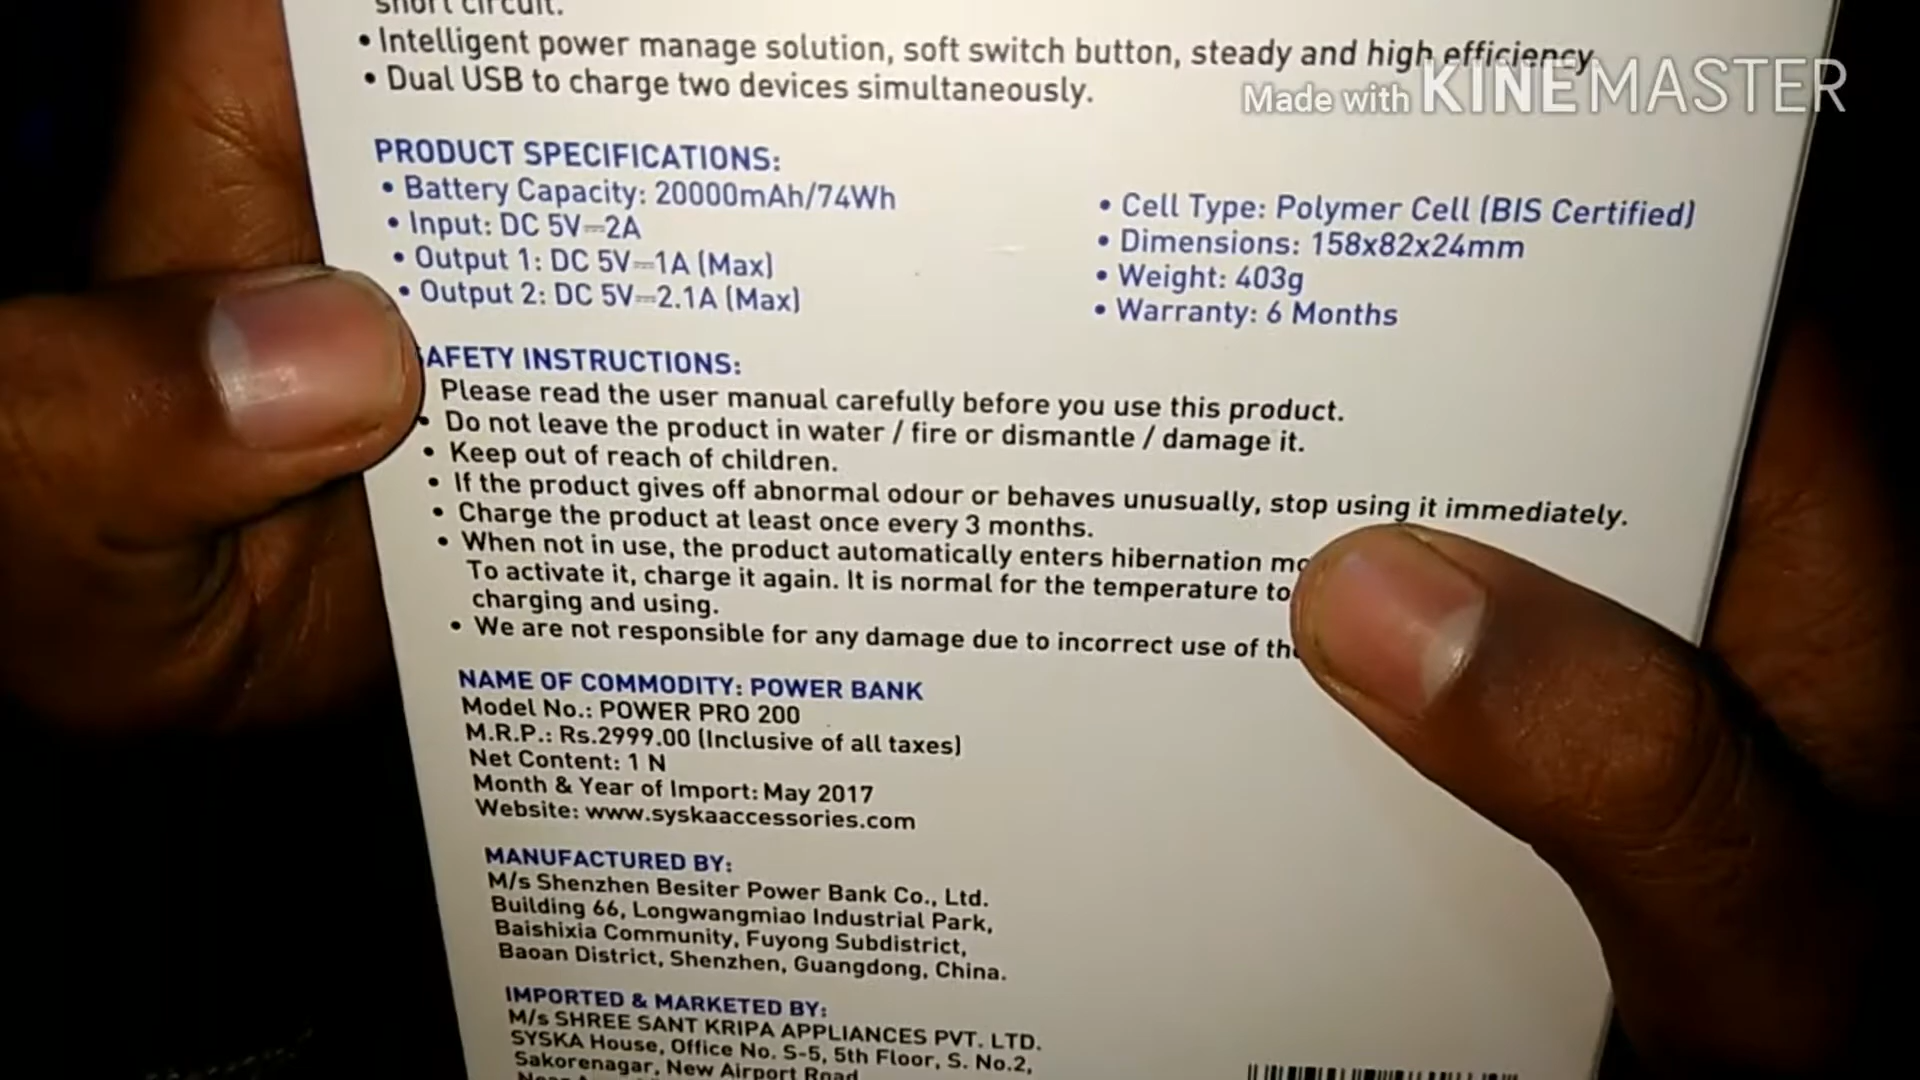 short circuit.
• Intelligent power manage solution, soft switch button, steady and high efficiency
• Dual USB to charge two devices simultaneously.
Made with KINEMASTER
PRODUCT SPECIFICATIONS:
• Battery Capacity: 20000mAh/74Wh
• Input: DC 5V⎓2A
• Output 1: DC 5V⎓1A (Max)
• Output 2: DC 5V⎓2.1A (Max)
• Cell Type: Polymer Cell (BIS Certified)
• Dimensions: 158x82x24mm
• Weight: 403g
• Warranty: 6 Months
AFETY INSTRUCTIONS:
Please read the user manual carefully before you use this product.
• Do not leave the product in water / fire or dismantle / damage it.
• Keep out of reach of children.
• If the product gives off abnormal odour or behaves unusually, stop using it immediately.
• Charge the product at least once every 3 months.
• When not in use, the product automatically enters hibernation
To activate it, charge it again. It is normal for the temperature to
charging and using.
• We are not responsible for any damage due to incorrect use of
NAME OF COMMODITY: POWER BANK
Model No.: POWER PRO 200
M.R.P.: Rs.2999.00 (Inclusive of all taxes)
Net Content: 1 N
Month & Year of Import: May 2017
Website: www.syskaaccessories.com
MANUFACTURED BY:
M/s Shenzhen Besiter Power Bank Co., Ltd.
Building 66, Longwangmiao Industrial Park,
Baishixia Community, Fuyong Subdistrict,
Baoan District, Shenzhen, Guangdong, China.
IMPORTED & MARKETED BY:
M/s SHREE SANT KRIPA APPLIANCES PVT. LTD.
SYSKA House, Office No. S-5, 5th Floor, S. No.2,
Sakorenagar, New Airport Road